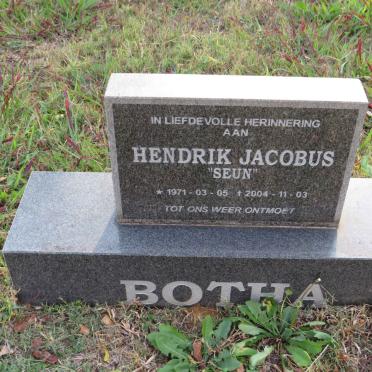 IN LIEFDEVOLLE HERINNERING
AAN
HENDRIK JACOBUS
"SEUN"
★ 1971 - 03 - 05 ✝ 2004 - 11 - 03
TOT ONS WEER ONTMOET
BOTHA